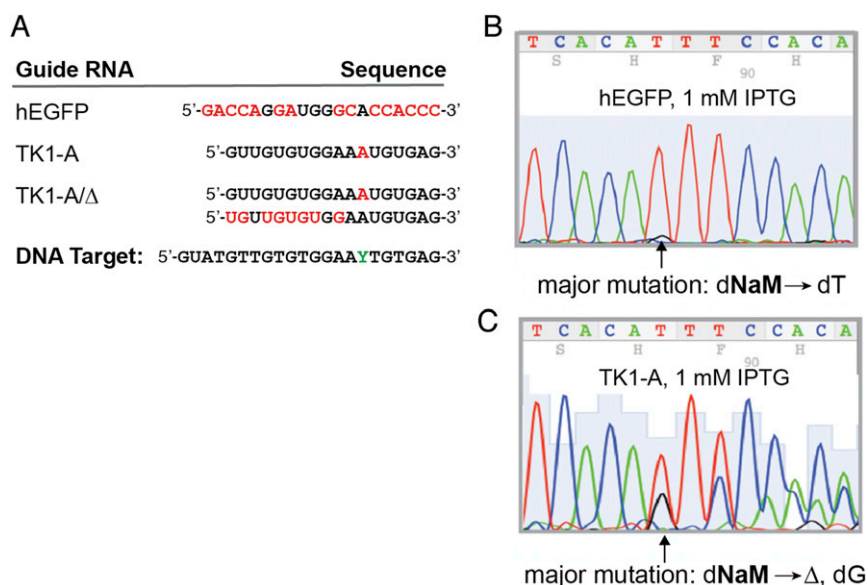 A
Guide RNA Sequence
hEGFP 5'-GACCAGGAUGGGCACCACCC-3'
TK1-A 5'-GUUGUGUGGAAAUGUGAG-3'
TK1-A/Δ 5'-GUUGUGUGGAAAUGUGAG-3'
5'-UGUUGUGUGGAAUGUGAG-3'
DNA Target: 5'-GUATGTTGTGTGGAAYTGTGAG-3'
B
T C A C A T T T C C A C A
S H F H
90
hEGFP, 1 mM IPTG
major mutation: dNaM → dT
C
T C A C A T T T C C A C A
S H F H
90
TK1-A, 1 mM IPTG
major mutation: dNaM → Δ, dG